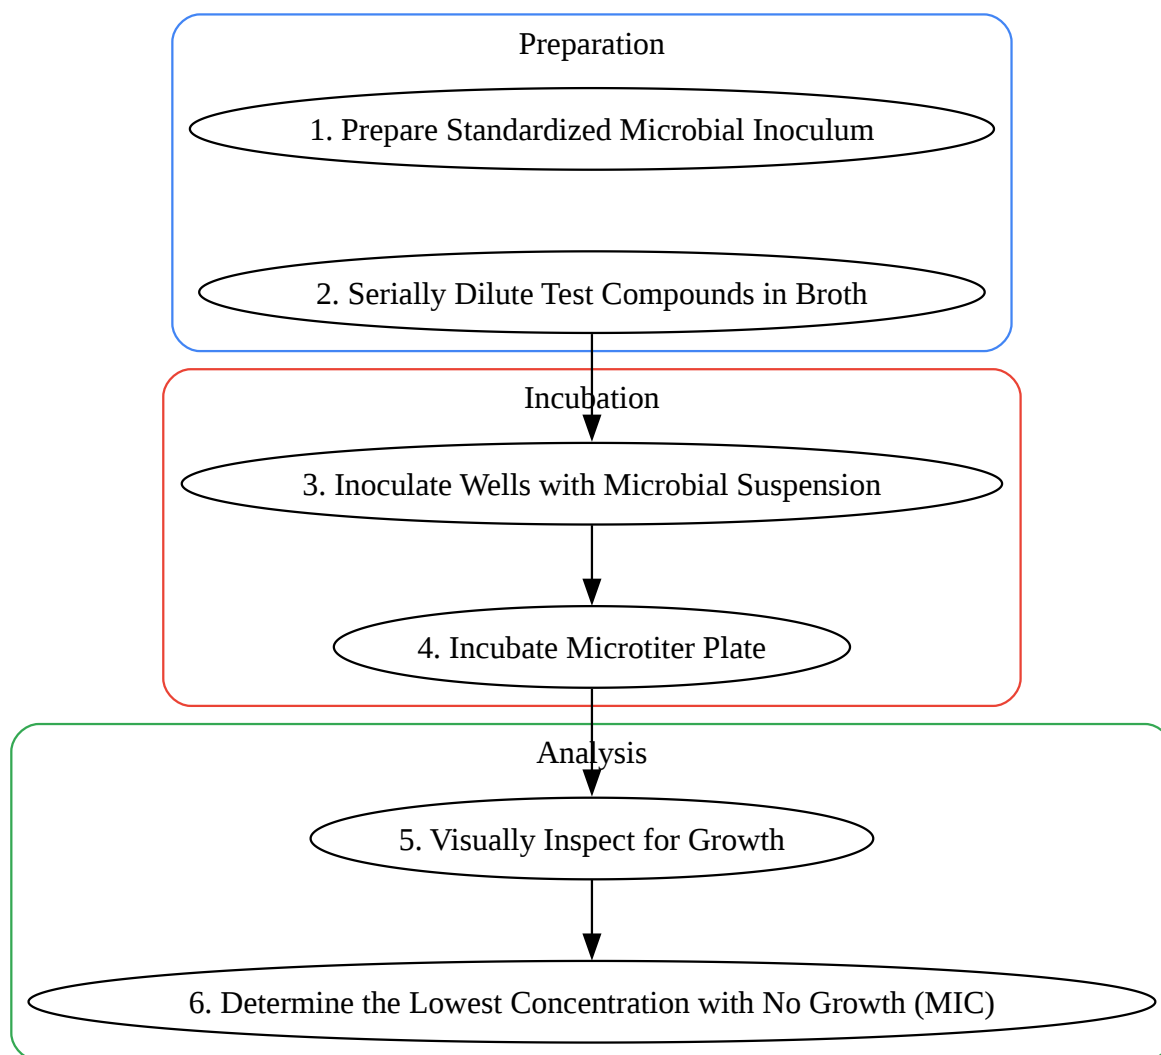 Preparation
1. Prepare Standardized Microbial Inoculum
2. Serially Dilute Test Compounds in Broth
Incubation
3. Inoculate Wells with Microbial Suspension
4. Incubate Microtiter Plate
Analysis
5. Visually Inspect for Growth
6. Determine the Lowest Concentration with No Growth (MIC)